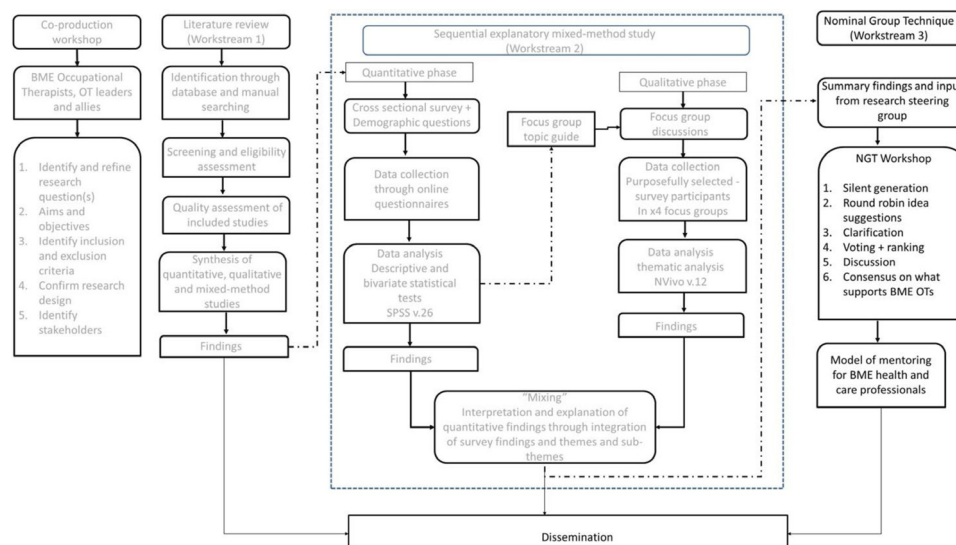 Co-production
workshop
BME Occupational
Therapists, OT leaders
and allies
1. Identify and refine
research
question(s)
2. Aims and
objectives
3. Identify inclusion
and exclusion
criteria
4. Confirm research
design
5. Identify
stakeholders
Literature review
(Workstream 1)
Identification through
database and manual
searching
Screening and eligibility
assessment
Quality assessment of
included studies
Synthesis of
quantitative, qualitative
and mixed-method
studies
Findings
Sequential explanatory mixed-method study
(Workstream 2)
Quantitative phase
Cross sectional survey +
Demographic questions
Data collection
through online
questionnaires
Data analysis
Descriptive and
bivariate statistical
tests
SPSS v.26
Findings
Focus group
topic guide
Qualitative phase
Focus group
discussions
Data collection
Purposefully selected -
survey participants
In x4 focus groups
Data analysis
thematic analysis
NVivo v.12
Findings
"Mixing"
Interpretation and explanation of
quantitative findings through integration
of survey findings and themes and sub-
themes
Nominal Group Technique
(Workstream 3)
Summary findings and input
from research steering
group
NGT Workshop
1. Silent generation
2. Round robin idea
suggestions
3. Clarification
4. Voting + ranking
5. Discussion
6. Consensus on what
supports BME OTs
Model of mentoring
for BME health and
care professionals
Dissemination